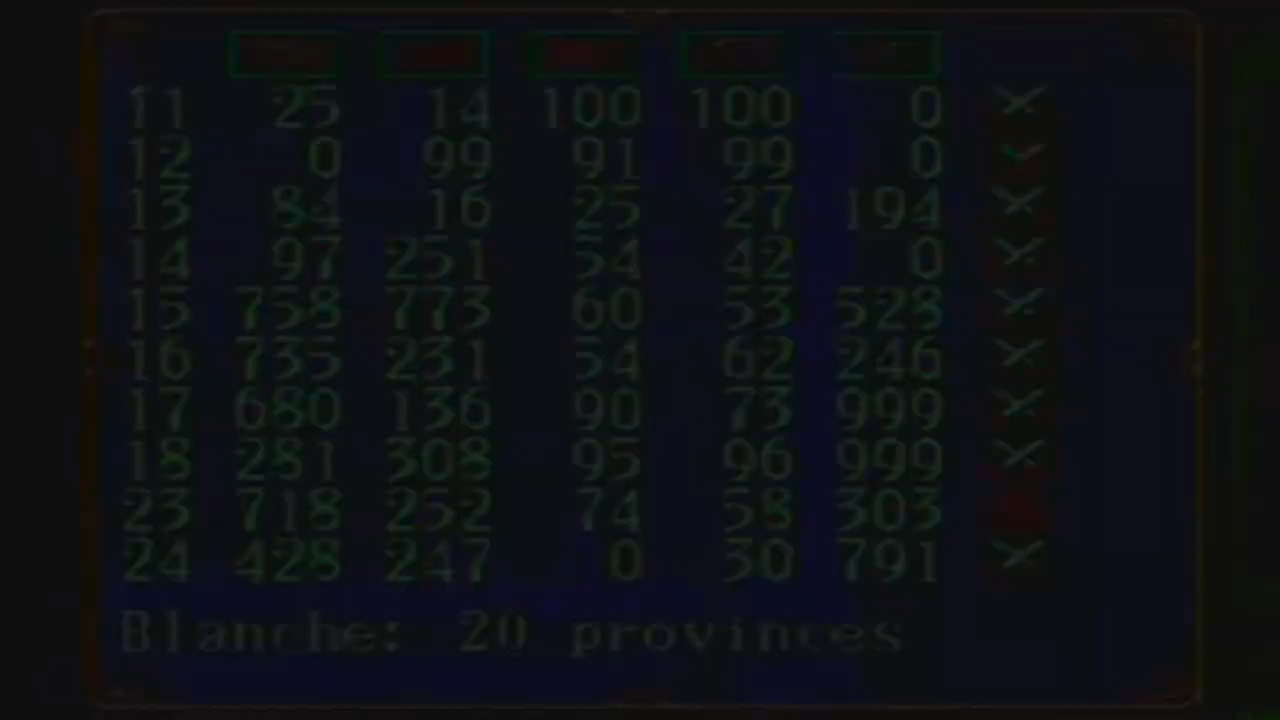 11 25 14 100 100 0
12 0 99 91 99 0
13 84 16 25 27 194
14 97 251 54 42 0
15 758 773 60 53 528
16 735 231 54 62 246
17 680 136 90 73 999
18 281 308 95 96 999
23 718 252 74 58 303
24 428 247 0 30 791
Blanche: 20 provinces